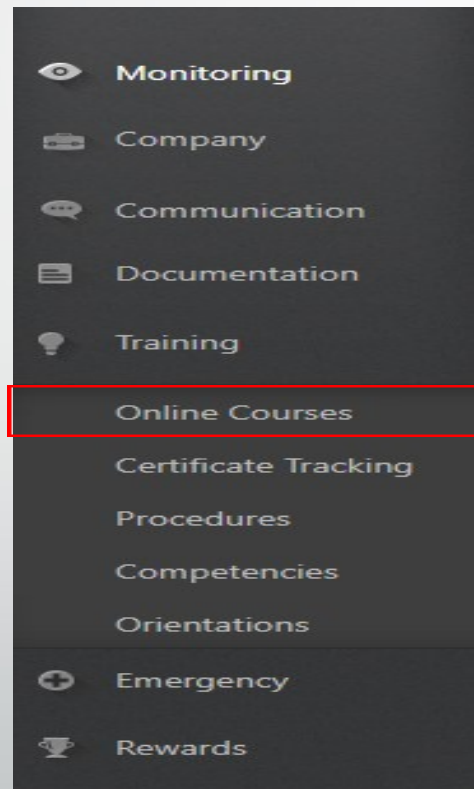 Monitoring
Company
Communication
Documentation
Training
Online Courses
Certificate Tracking
Procedures
Competencies
Orientations
Emergency
Rewards